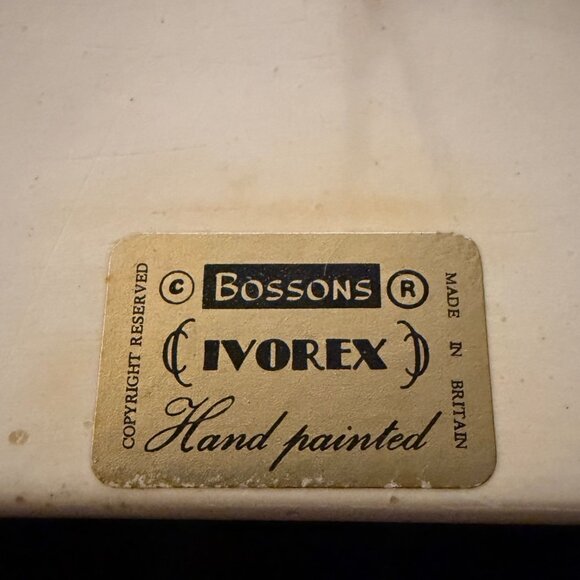 COPYRIGHT RESERVED
© BOSSONS ®
IVOREX
Hand painted
MADE IN BRITAIN